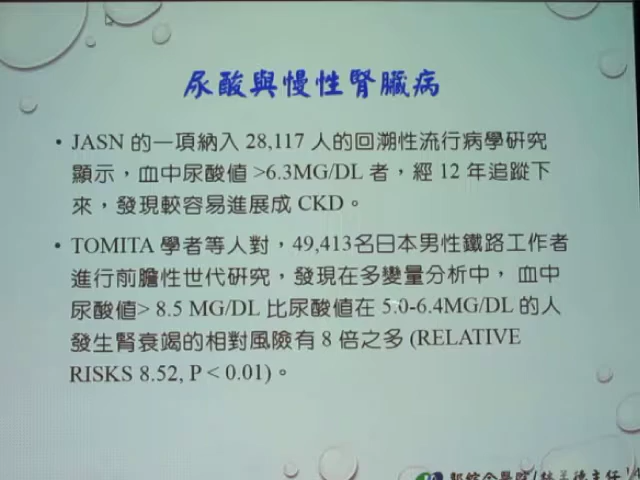 尿酸與慢性腎臟病
• JASN 的一項納入 28,117 人的回溯性流行病學研究
顯示，血中尿酸值 >6.3MG/DL 者，經 12 年追蹤下
來，發現較容易進展成 CKD。
• TOMITA 學者等人對，49,413名日本男性鐵路工作者
進行前膽性世代研究，發現在多變量分析中， 血中
尿酸值> 8.5 MG/DL 比尿酸值在 5.0-6.4MG/DL 的人
發生腎衰竭的相對風險有 8 倍之多 (RELATIVE
RISKS 8.52, P < 0.01)。